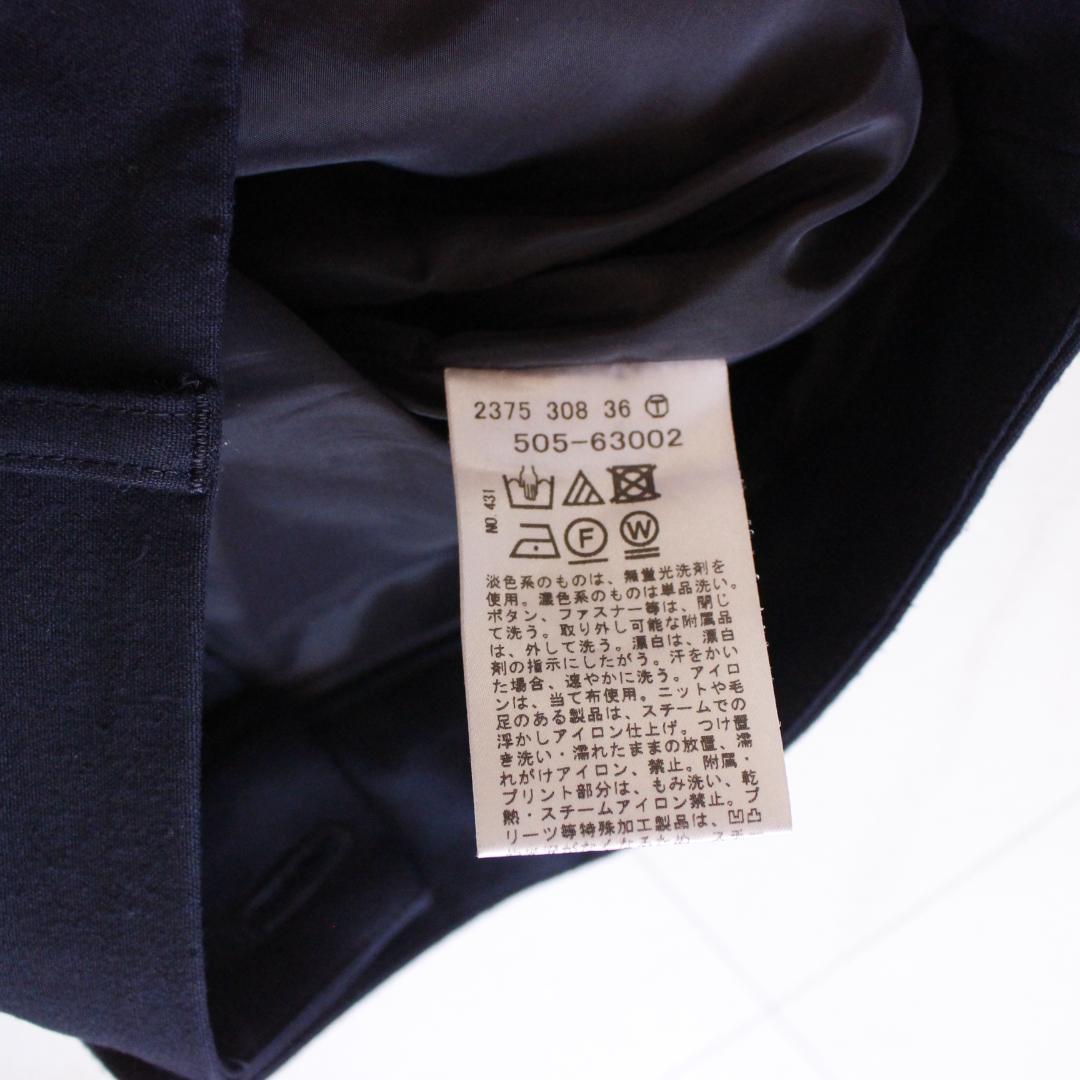 2375 308 36 Ⓣ
505-63002
NO.431
F W
淡色系のものは、無蛍光洗剤を
使用。濃色系のものは単品洗い。
ボタン、ファスナー等は、閉じ
て洗う。取り外し可能な附属品
は、外して洗う。漂白は、漂白
剤の指示にしたがう。汗をかい
た場合、速やかに洗う。アイロ
ンは、当て布使用。ニットや毛
足のある製品は、スチームでの
浮かしアイロン仕上げ。つけ置
き洗い・濡れたままの放置、濡
れがけアイロン、禁止。附属・
プリント部分は、もみ洗い、乾
熱・スチームアイロン禁止。プ
リーツ等特殊加工製品は、凹凸